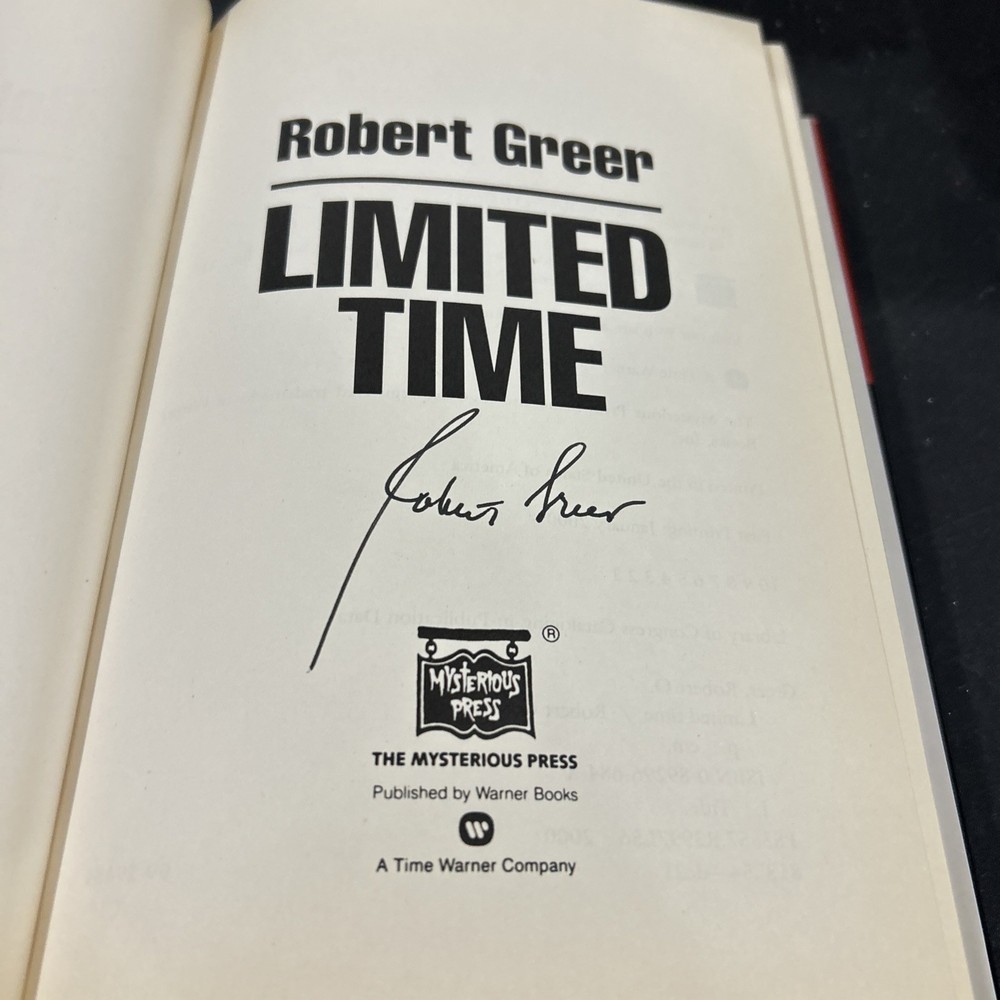 Robert Greer
LIMITED
TIME
Robert Greer
®
MYSTERIOUS
PRESS
THE MYSTERIOUS PRESS
Published by Warner Books
A Time Warner Company